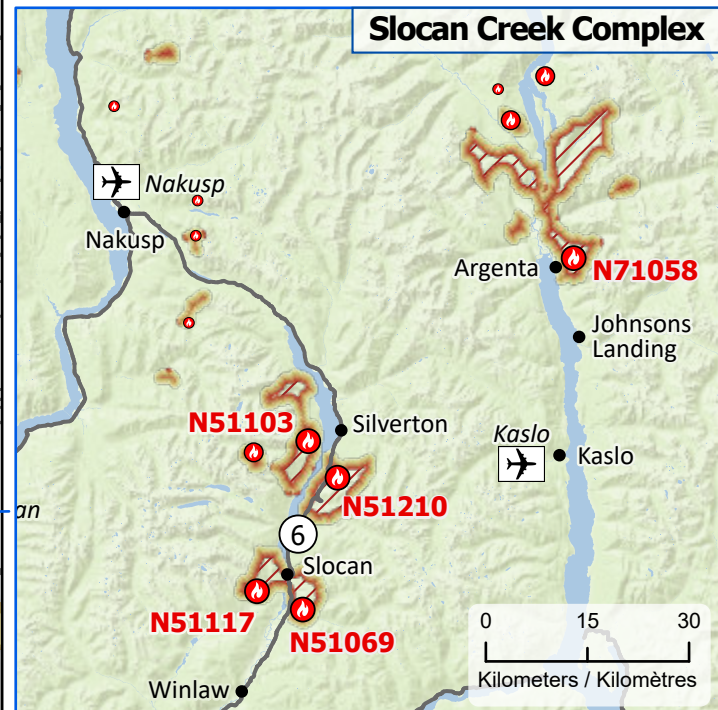 Slocan Creek Complex
Nakusp
Nakusp
Argenta
N71058
Johnsons
Landing
N51103
Silverton
Kaslo
Kaslo
an
N51210
6
Slocan
N51117
N51069
Winlaw
0 15 30
Kilometers / Kilomètres